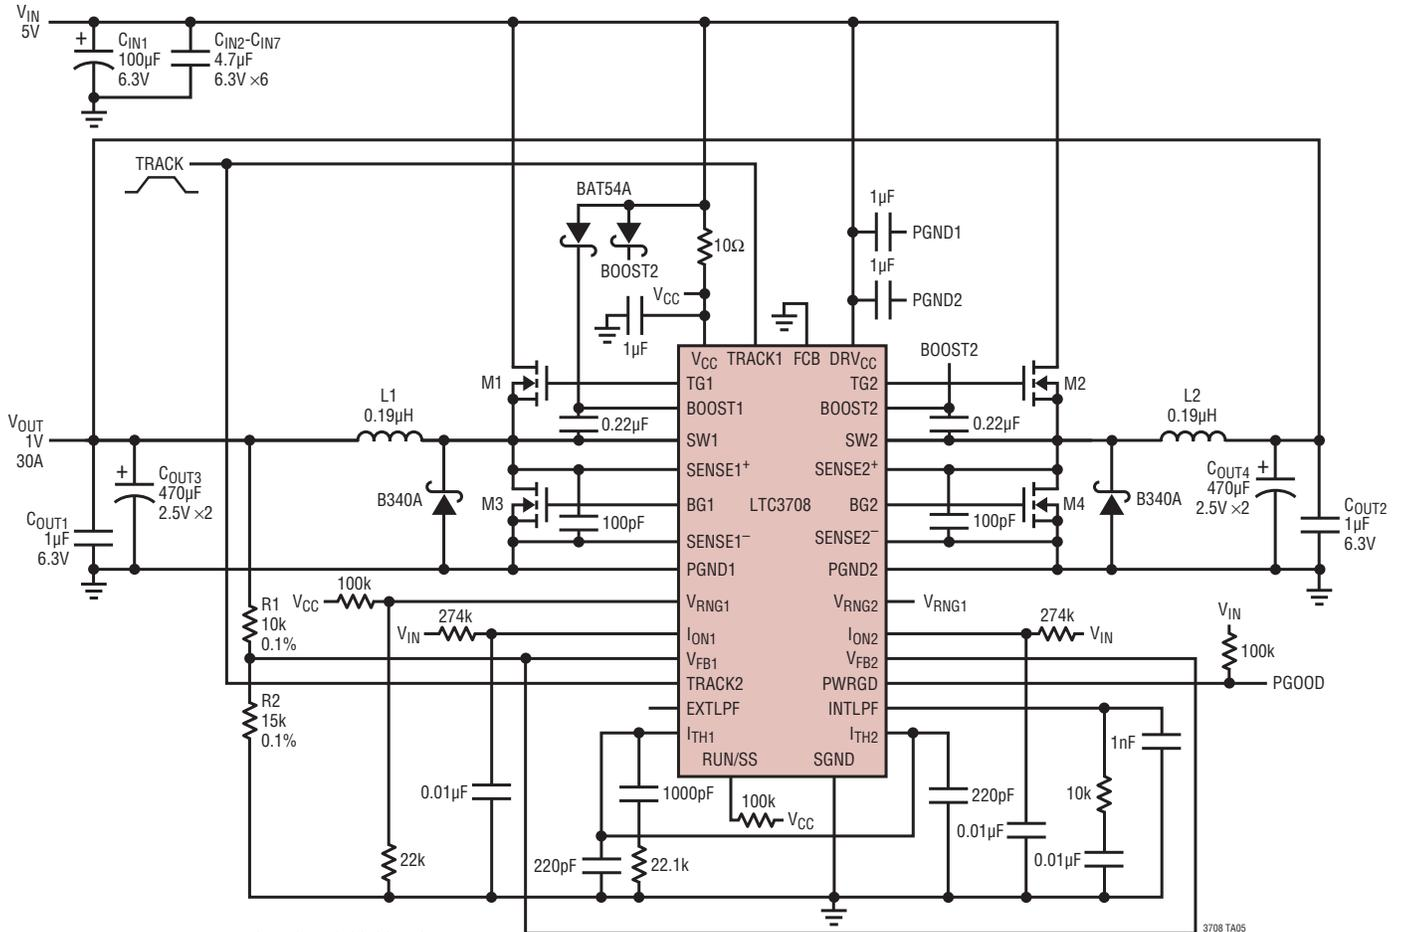 VIN
5V
+
CIN1
100µF
6.3V
CIN2-CIN7
4.7µF
6.3V ×6
TRACK
BAT54A
BOOST2
10Ω
VCC
1µF
1µF
PGND1
1µF
PGND2
VCC TRACK1 FCB DRVCC
M1
TG1
TG2
BOOST2
M2
L1
0.19µH
BOOST1
BOOST2
0.22µF
0.22µF
L2
0.19µH
VOUT
1V
30A
SW1
SW2
+
COUT3
470µF
2.5V ×2
B340A
SENSE1+
SENSE2+
M3
BG1
LTC3708
BG2
M4
B340A
COUT4
470µF
2.5V ×2
+
COUT1
1µF
6.3V
100pF
100pF
COUT2
1µF
6.3V
SENSE1–
SENSE2–
PGND1
PGND2
R1
10k
0.1%
VCC
100k
VRNG1
VRNG2
VRNG1
VIN
274k
ION1
ION2
274k
VIN
VIN
100k
VFB1
VFB2
TRACK2
PWRGD
PGOOD
R2
15k
0.1%
EXTLPF
INTLPF
ITH1
ITH2
1nF
RUN/SS
SGND
0.01µF
1000pF
100k
VCC
220pF
10k
0.01µF
22k
220pF
22.1k
0.01µF
3708 TA05